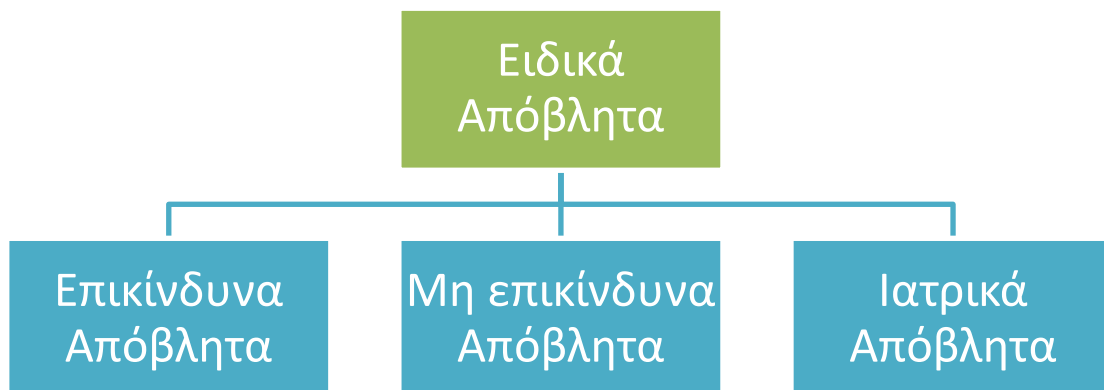 Ειδικά
Απόβλητα
Επικίνδυνα
Απόβλητα
Μη επικίνδυνα
Απόβλητα
Ιατρικά
Απόβλητα